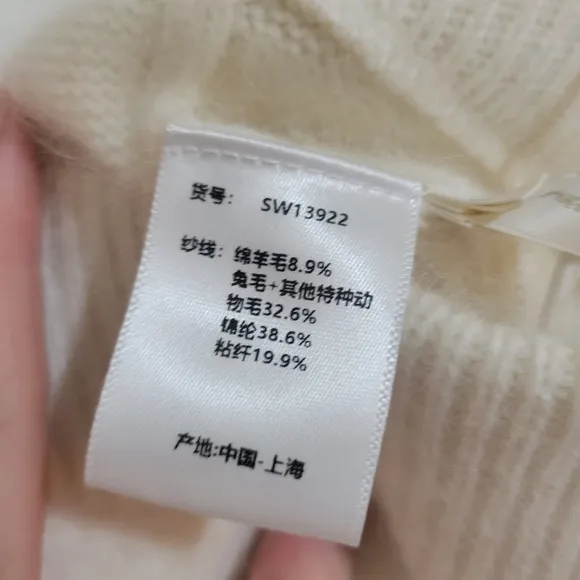 货号： SW13922
纱线：绵羊毛8.9%
兔毛+其他特种动
物毛32.6%
锦纶38.6%
粘纤19.9%
产地:中国-上海